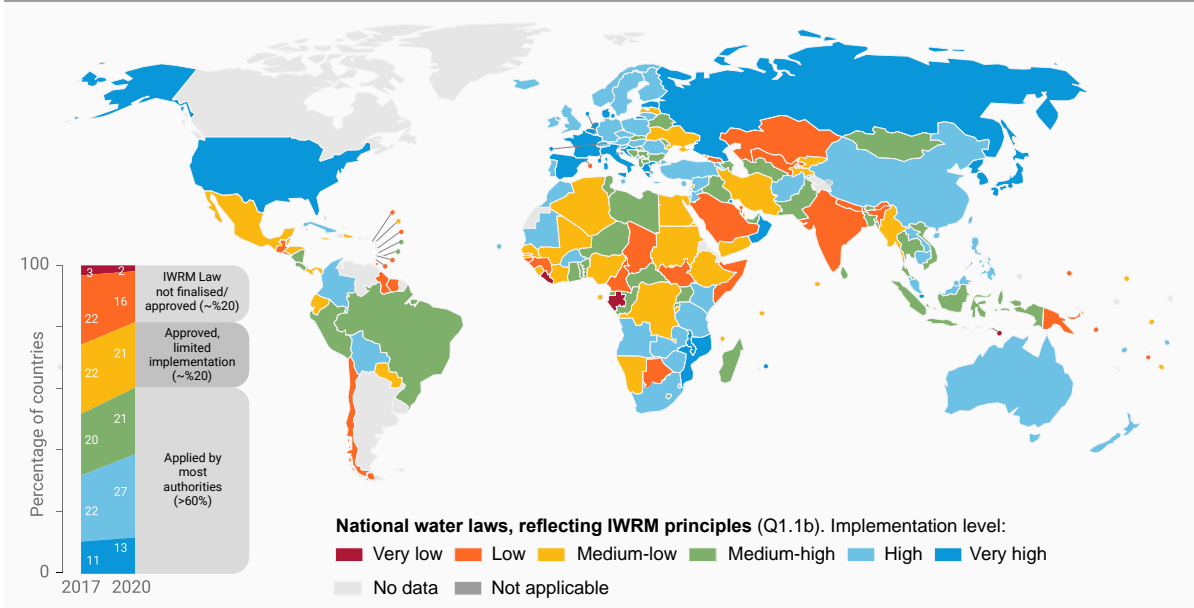 100
Percentage of countries
0
2017 2020
3 2
22 16
22 21
20 21
22 27
11 13
IWRM Law
not finalised/
approved (~%20)
Approved,
limited
implementation
(~%20)
Applied by
most
authorities
(>60%)
National water laws, reflecting IWRM principles (Q1.1b). Implementation level:
Very low Low Medium-low Medium-high High Very high
No data Not applicable